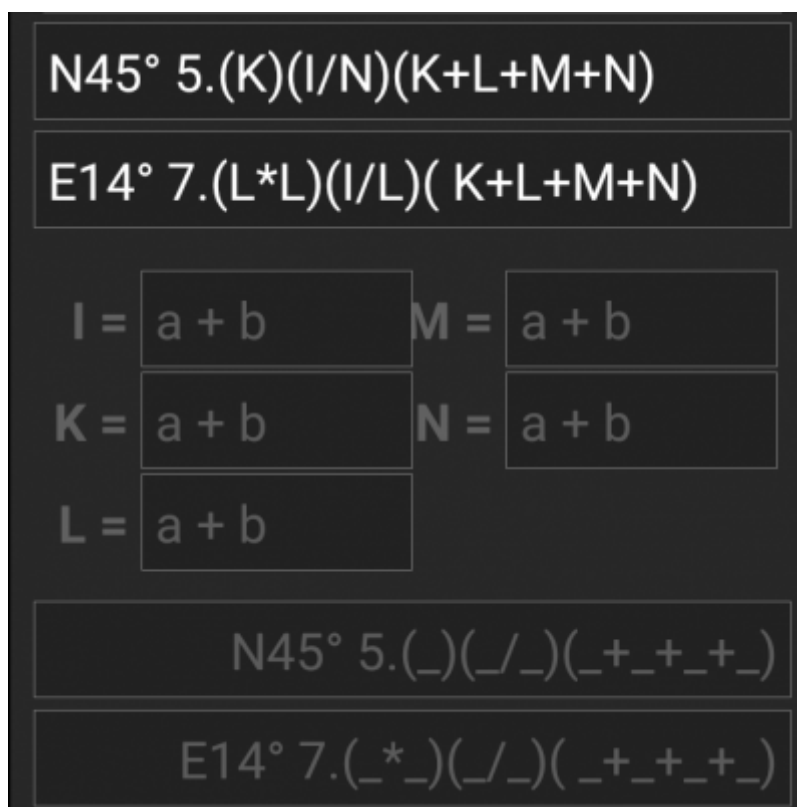 N45° 5.(K)(I/N)(K+L+M+N)
E14° 7.(L*L)(I/L)( K+L+M+N)
I = a + b M = a + b
K = a + b N = a + b
L = a + b
N45° 5.(_)(_/_)(_+_+_+_)
E14° 7.(_*_)(_/_)( _+_+_+_)